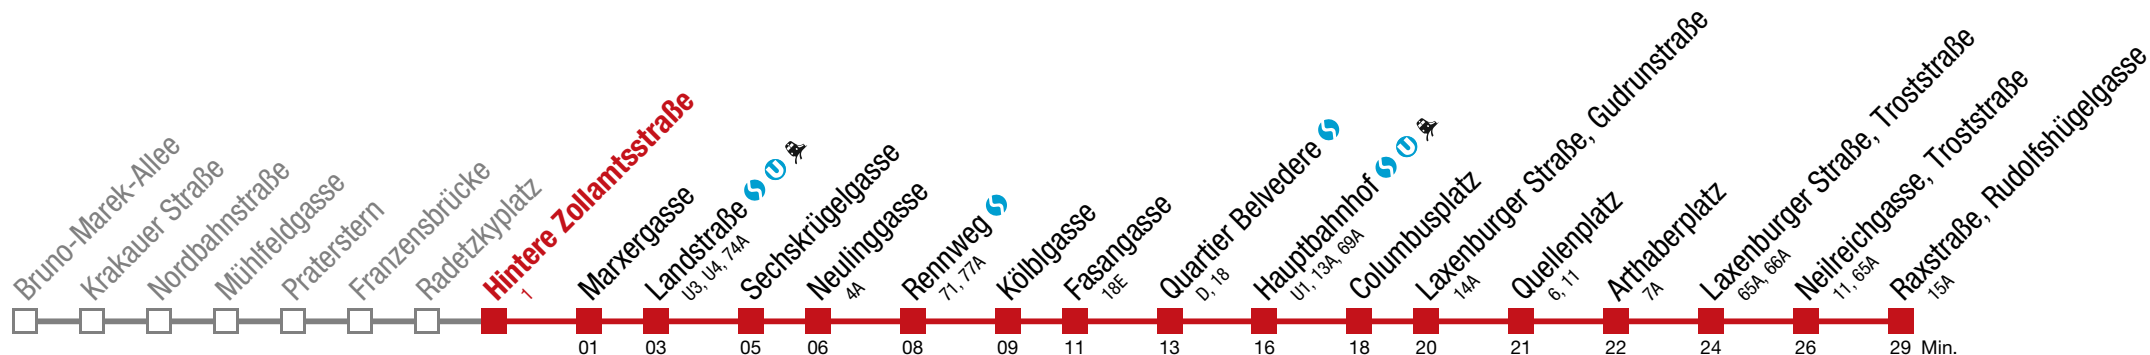 Bruno-Marek-Allee
Krakauer Straße
Nordbahnstraße
Mühlfeldgasse
Praterstern
Franzensbrücke
Radetzkyplatz
Hintere Zollamtsstraße
1
Marxergasse
Landstraße S U
U3, U4, 74A
Sechskrügelgasse
Neulinggasse
4A
Rennweg S
71, 77A
Kölblgasse
Fasangasse
18E
Quartier Belvedere S
D, 18
Hauptbahnhof S U
U1, 13A, 69A
Columbusplatz
Laxenburger Straße, Gudrunstraße
14A
Quellenplatz
6, 11
Arthaberplatz
7A
Laxenburger Straße, Troststraße
65A, 66A
Neilreichgasse, Troststraße
11, 65A
Raxstraße, Rudolfshügelgasse
15A
01 03 05 06 08 09 11 13 16 18 20 21 22 24 26 29 Min.